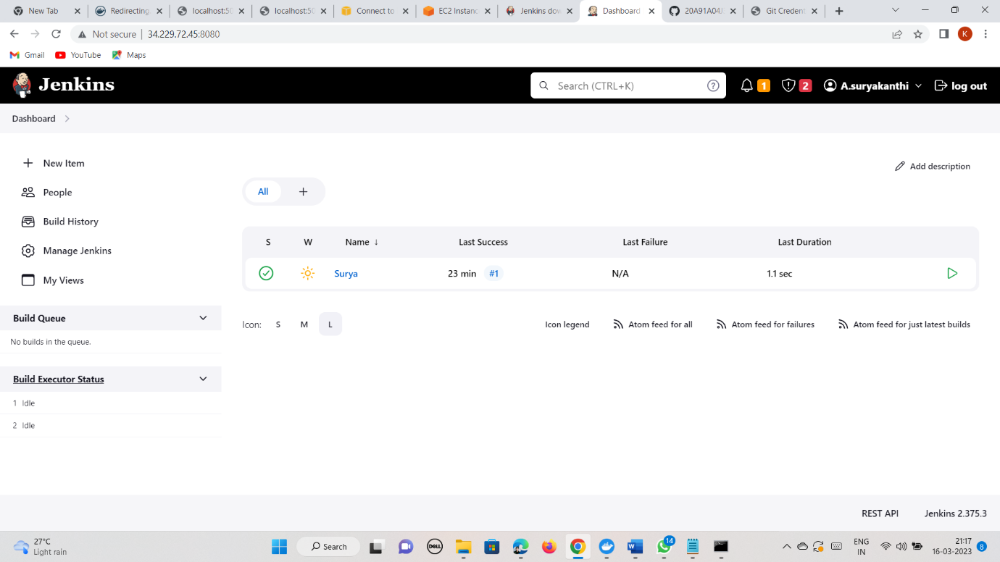 New Tab
Redirecting
localhost:50
localhost:50
Connect to
EC2 Instanc
Jenkins dow
Dashboard
20A91A04J
Git Credent
Not secure
34.229.72.45:8080
K
Gmail
YouTube
Maps
Jenkins
Search (CTRL+K)
?
1
2
A.suryakanthi
log out
Dashboard
New Item
People
Build History
Manage Jenkins
My Views
Add description
All
S W Name ↓ Last Success Last Failure Last Duration
Surya 23 min #1 N/A 1.1 sec
Icon: S M L
Icon legend
Atom feed for all
Atom feed for failures
Atom feed for just latest builds
Build Queue
No builds in the queue.
Build Executor Status
1 Idle
2 Idle
REST API
Jenkins 2.375.3
27°C
Light rain
Search
DELL
14
ENG
IN
21:17
16-03-2023
8